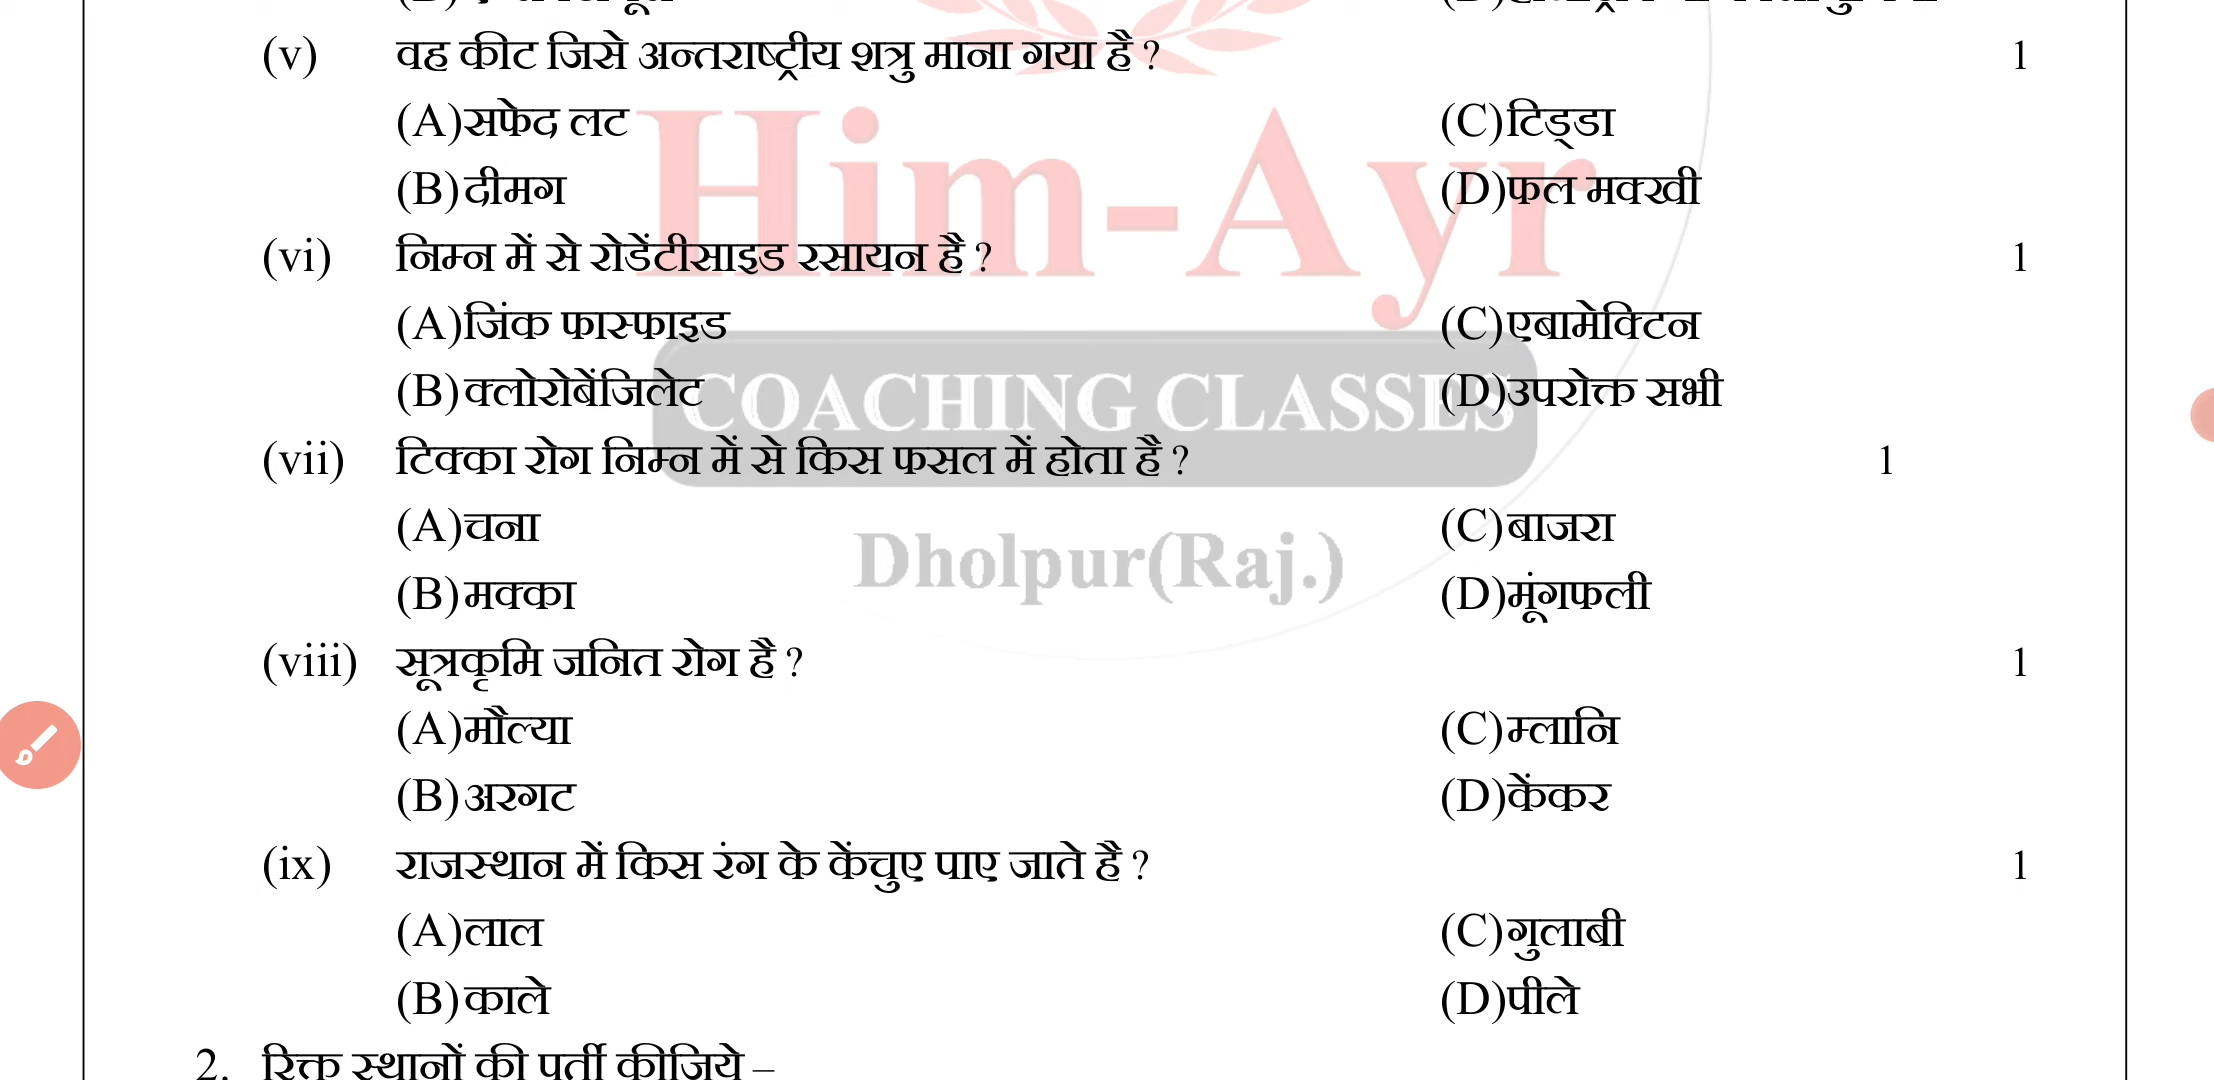 (v) वह कीट जिसे अन्तराष्ट्रीय शत्रु माना गया है ? 1
(A) सफेद लट (C) टिड्डा
(B) दीमग (D) फल मक्खी
(vi) निम्न में से रोडेंटीसाइड रसायन है ? 1
(A) जिंक फास्फाइड (C) एबामेक्टिन
(B) क्लोरोबेंजिलेट (D) उपरोक्त सभी
(vii) टिक्का रोग निम्न में से किस फसल में होता है ? 1
(A) चना (C) बाजरा
(B) मक्का (D) मूंगफली
(viii) सूत्रकृमि जनित रोग है ? 1
(A) मौल्या (C) म्लानि
(B) अरगट (D) केंकर
(ix) राजस्थान में किस रंग के केंचुए पाए जाते है ? 1
(A) लाल (C) गुलाबी
(B) काले (D) पीले
2. रिक्त स्थानों की पूर्ती कीजिये –
Him-Ayr
COACHING CLASSES
Dholpur(Raj.)